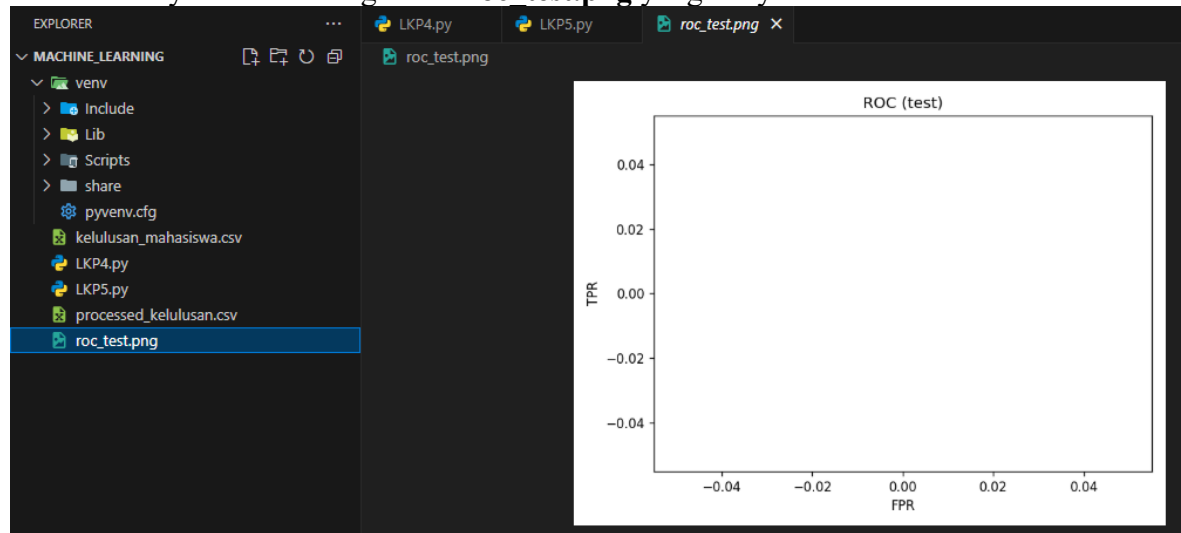 roc_test.png
EXPLORER
LKP4.py
LKP5.py
roc_test.png
MACHINE_LEARNING
roc_test.png
venv
Include
Lib
Scripts
share
pyvenv.cfg
kelulusan_mahasiswa.csv
LKP4.py
LKP5.py
processed_kelulusan.csv
roc_test.png
ROC (test)
TPR
0.04
0.02
0.00
−0.02
−0.04
−0.04
−0.02
0.00
0.02
0.04
FPR